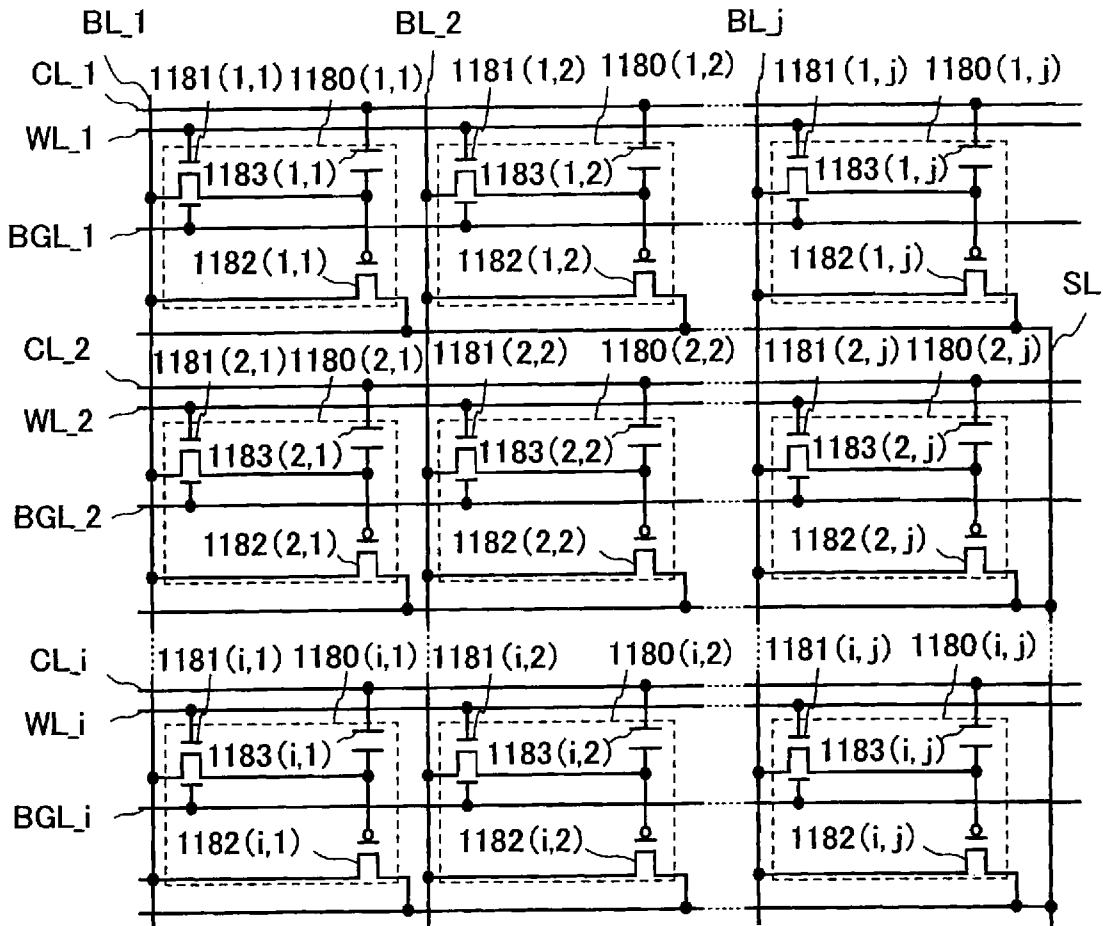 BL_1 BL_2 BL_j
CL_1 1181(1,1) 1180(1,1) 1181(1,2) 1180(1,2) 1181(1,j) 1180(1,j)
WL_1
1183(1,1) 1183(1,2) 1183(1,j)
BGL_1
1182(1,1) 1182(1,2) 1182(1,j)
SL
CL_2 1181(2,1) 1180(2,1) 1181(2,2) 1180(2,2) 1181(2,j) 1180(2,j)
WL_2
1183(2,1) 1183(2,2) 1183(2,j)
BGL_2
1182(2,1) 1182(2,2) 1182(2,j)
CL_i 1181(i,1) 1180(i,1) 1181(i,2) 1180(i,2) 1181(i,j) 1180(i,j)
WL_i
1183(i,1) 1183(i,2) 1183(i,j)
BGL_i
1182(i,1) 1182(i,2) 1182(i,j)